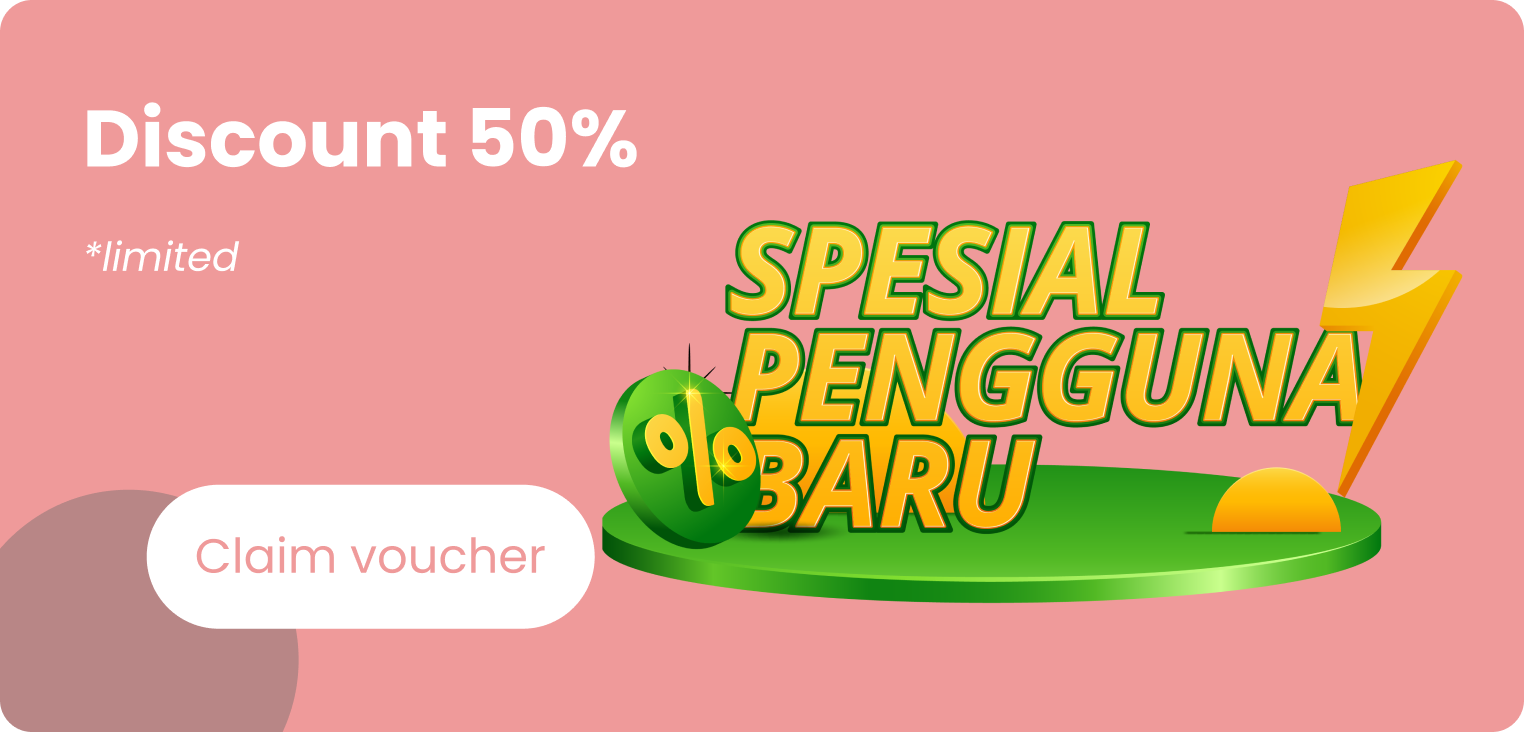 Discount 50%
*limited
SPESIAL
PENGGUNA
%
BARU
Claim voucher